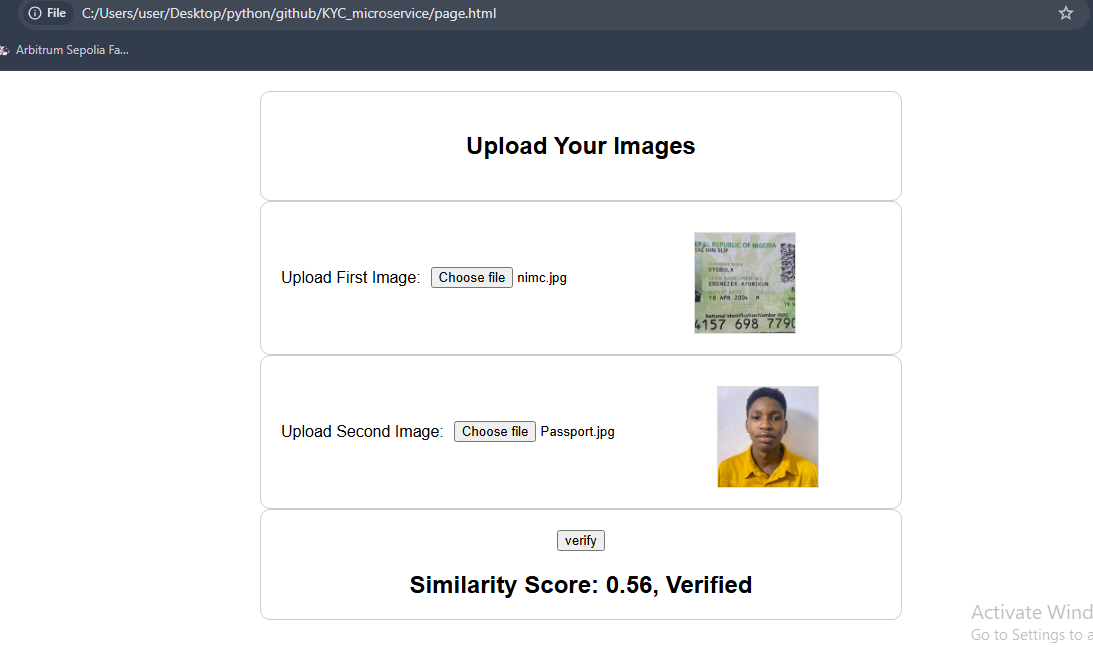 File C:/Users/user/Desktop/python/github/KYC_microservice/page.html
Arbitrum Sepolia Fa...
Upload Your Images
Upload First Image: Choose file nimc.jpg
ERAL REPUBLIC OF NIGERIA
NIN SLIP
OYEBOLA
EBENEZER AYOMIKUN
18 APR 2004 M
National Identification Number (NIN)
4157 698 7790
Upload Second Image: Choose file Passport.jpg
verify
Similarity Score: 0.56, Verified
Activate Wind
Go to Settings to a